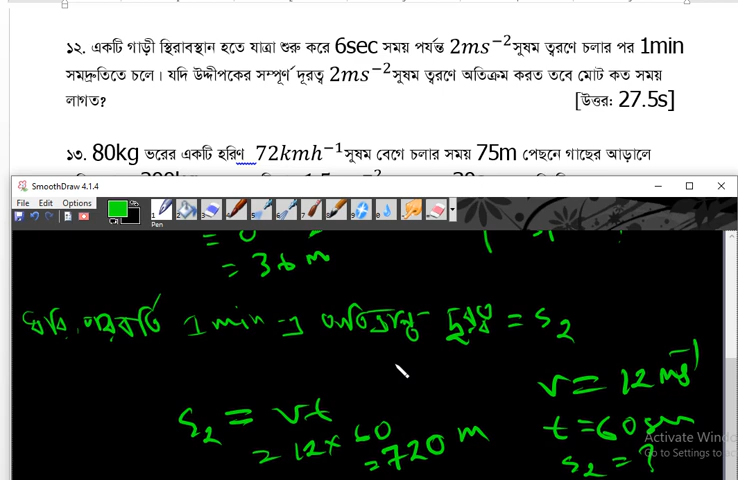 ১২. একটি গাড়ী স্থিরাবস্থান হতে যাত্রা শুরু করে 6sec সময় পর্যন্ত 2ms⁻² সুষম ত্বরণে চলার পর 1min
সমদ্রুতিতে চলে। যদি উদ্দীপকের সম্পূর্ণ দূরত্ব 2ms⁻² সুষম ত্বরণে অতিক্রম করত তবে মোট কত সময়
লাগত? [উত্তর: 27.5s]
১৩. 80kg ভরের একটি হরিণ 72kmh⁻¹ সুষম বেগে চলার সময় 75m পেছনে গাছের আড়ালে
SmoothDraw 4.1.4
File Edit Options
Pen
= 36 m
ধরি, পরবর্তি 1 min এ অতিক্রান্ত দূরত্ব = s₂
v = 12 ms⁻¹
s₂ = vt
t = 60 sec
= 12 × 60
= 720 m
s₂ = ?
Activate Windo
Go to Settings to ac